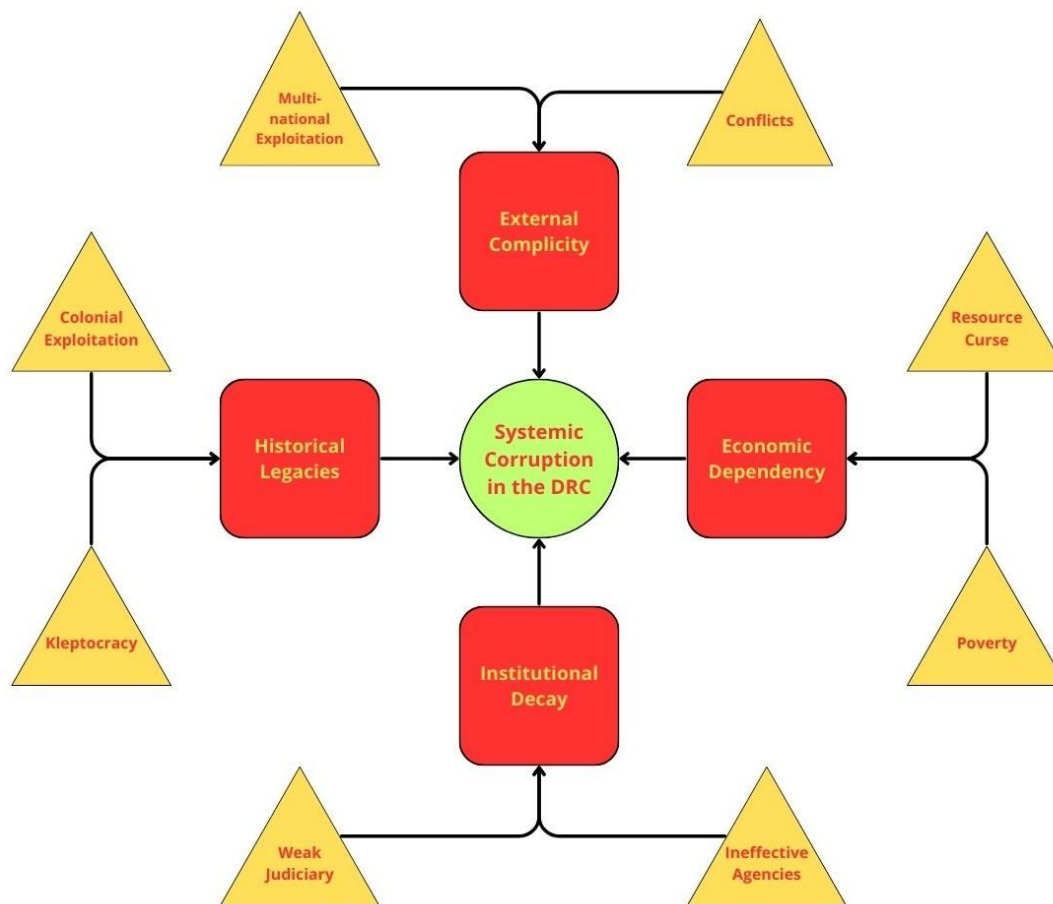 Multi-
national
Exploitation
Conflicts
External
Complicity
Colonial
Exploitation
Resource
Curse
Historical
Legacies
Systemic
Corruption
in the DRC
Economic
Dependency
Kleptocracy
Institutional
Decay
Poverty
Weak
Judiciary
Ineffective
Agencies